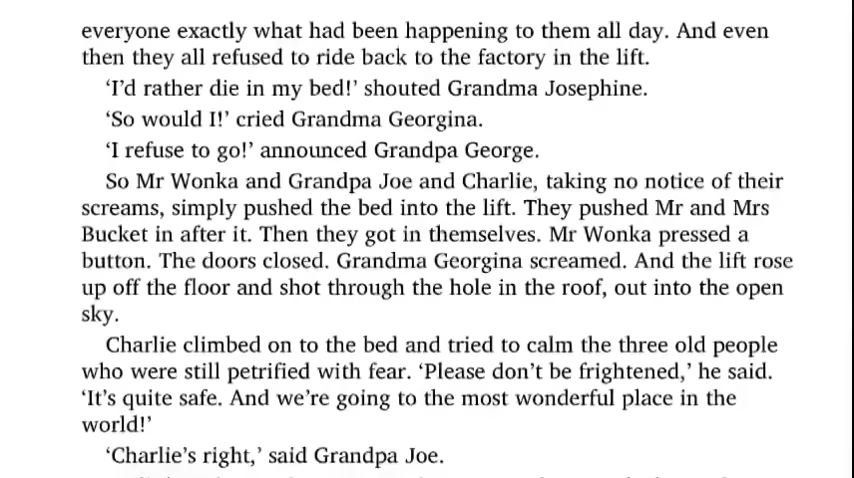 everyone exactly what had been happening to them all day. And even
then they all refused to ride back to the factory in the lift.
‘I’d rather die in my bed!’ shouted Grandma Josephine.
‘So would I!’ cried Grandma Georgina.
‘I refuse to go!’ announced Grandpa George.
So Mr Wonka and Grandpa Joe and Charlie, taking no notice of their
screams, simply pushed the bed into the lift. They pushed Mr and Mrs
Bucket in after it. Then they got in themselves. Mr Wonka pressed a
button. The doors closed. Grandma Georgina screamed. And the lift rose
up off the floor and shot through the hole in the roof, out into the open
sky.
Charlie climbed on to the bed and tried to calm the three old people
who were still petrified with fear. ‘Please don’t be frightened,’ he said.
‘It’s quite safe. And we’re going to the most wonderful place in the
world!’
‘Charlie’s right,’ said Grandpa Joe.